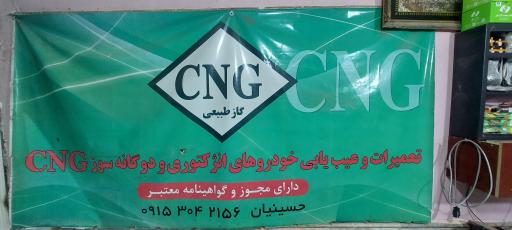 CNG
گاز طبیعی
CNG
تعمیرات و عیب یابی خودروهای انژکتوری و دوگانه سوز CNG
دارای مجوز و گواهینامه معتبر
حسینیان ۰۹۱۵ ۳۰۴ ۲۱۵۶